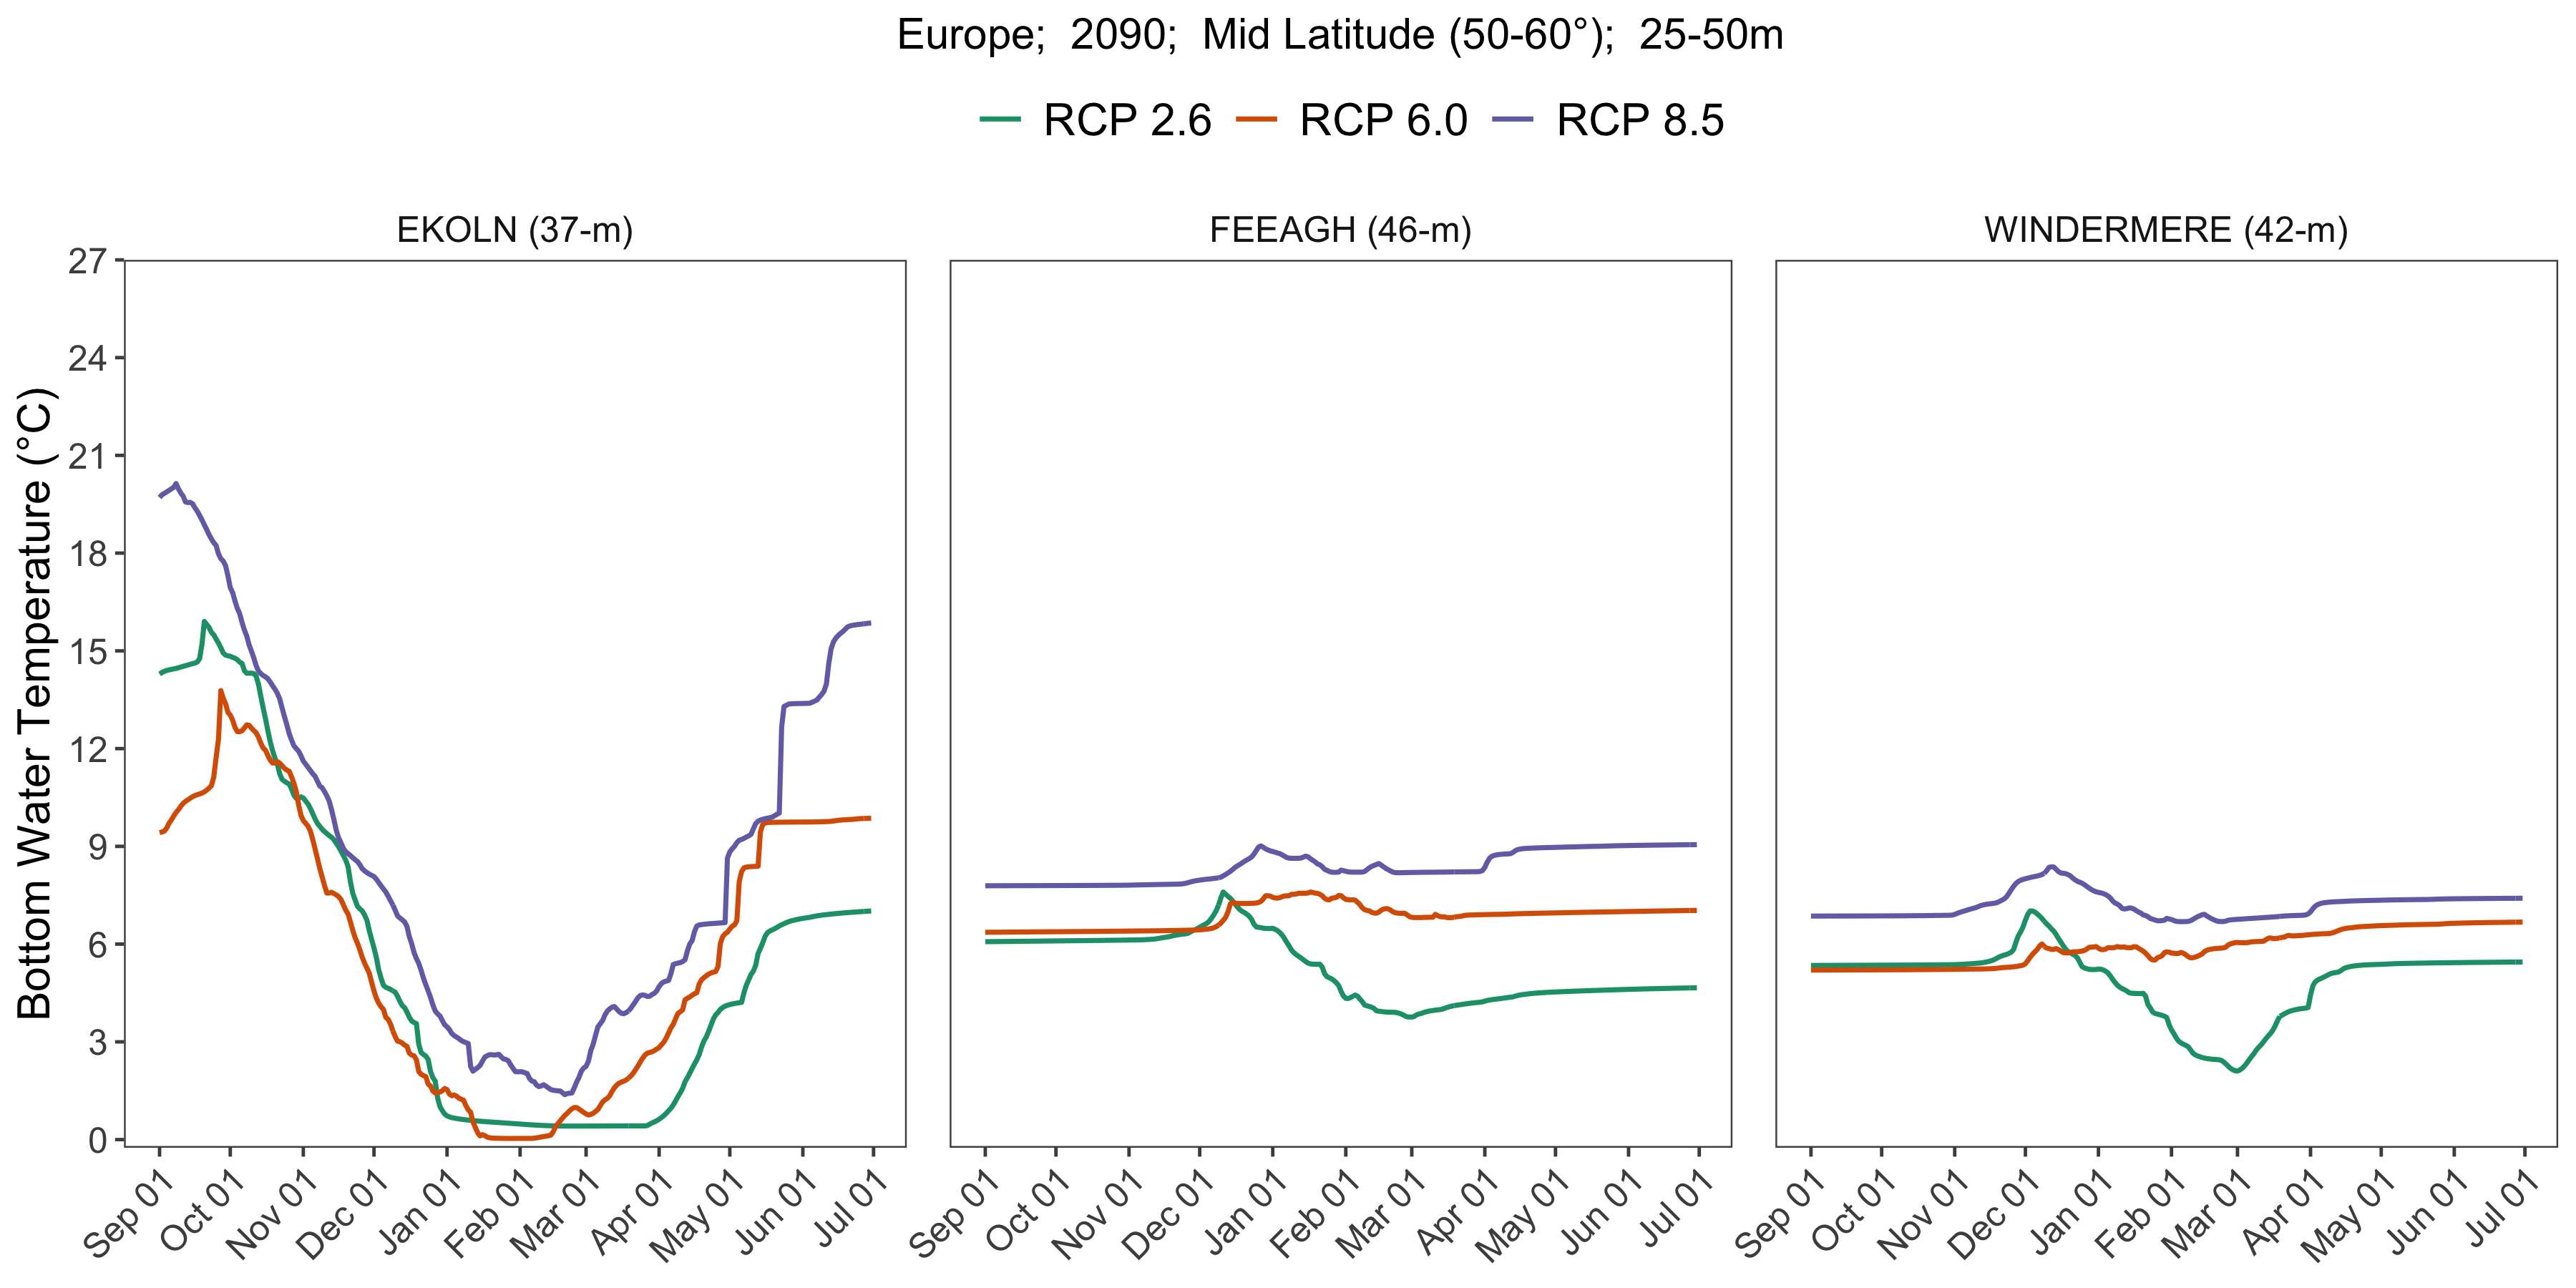 Europe;  2090;  Mid Latitude (50-60°);  25-50m
RCP 2.6 RCP 6.0 RCP 8.5
EKOLN (37-m) FEEAGH (46-m) WINDERMERE (42-m)
Bottom Water Temperature (°C)
27
24
21
18
15
12
9
6
3
0
Sep 01 Oct 01 Nov 01 Dec 01 Jan 01 Feb 01 Mar 01 Apr 01 May 01 Jun 01 Jul 01
Sep 01 Oct 01 Nov 01 Dec 01 Jan 01 Feb 01 Mar 01 Apr 01 May 01 Jun 01 Jul 01
Sep 01 Oct 01 Nov 01 Dec 01 Jan 01 Feb 01 Mar 01 Apr 01 May 01 Jun 01 Jul 01